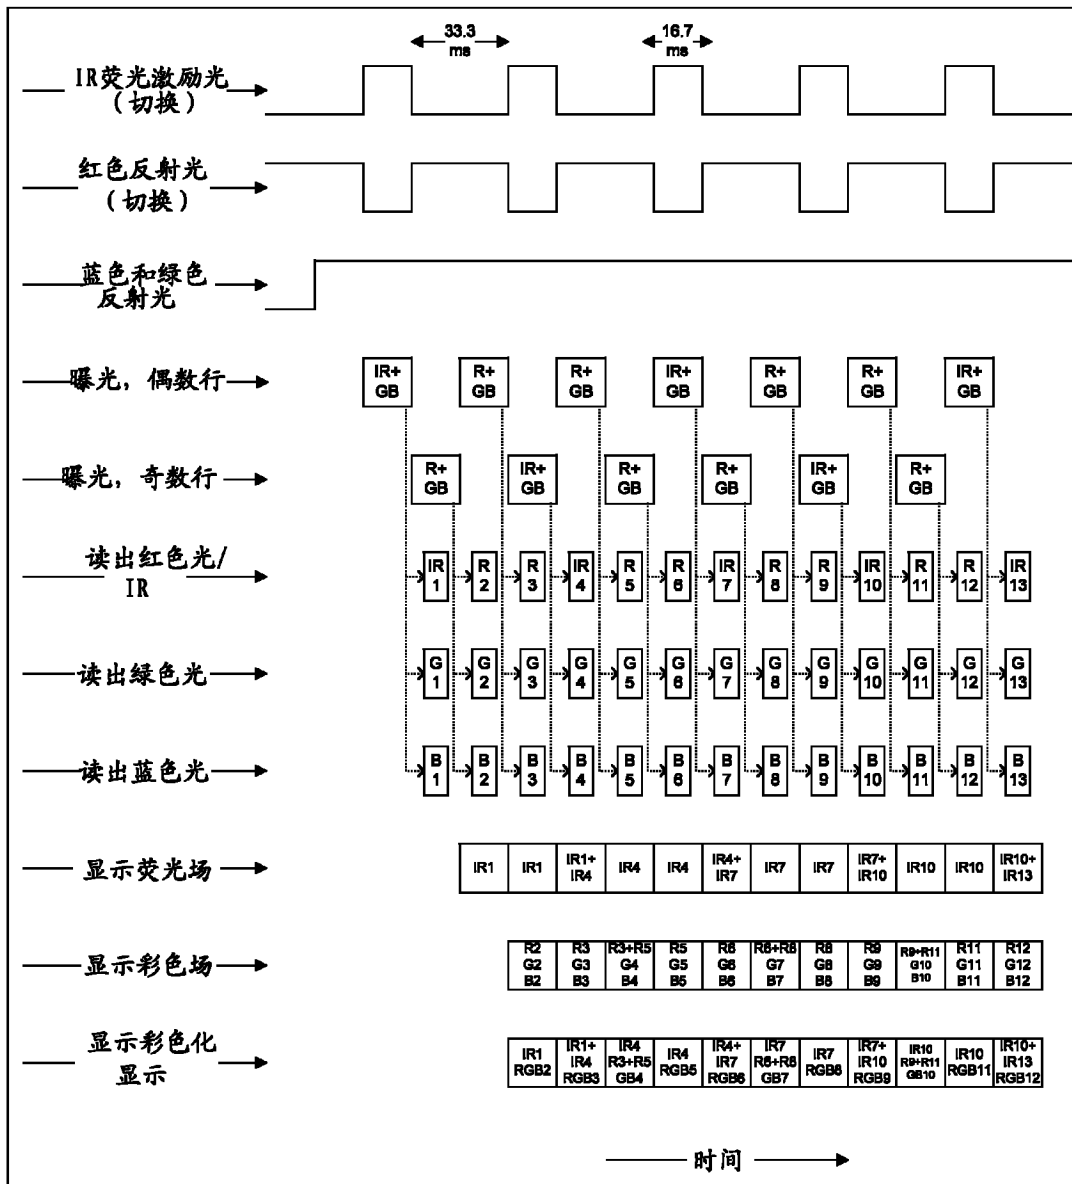 33.3
ms
16.7
ms
IR荧光激励光
(切换)
红色反射光
(切换)
蓝色和绿色
反射光
曝光，偶数行
IR+ R+ R+ IR+ R+ R+ IR+
GB GB GB GB GB GB GB
曝光，奇数行
R+ IR+ R+ R+ IR+ R+
GB GB GB GB GB GB
读出红色光/
IR
IR R R IR R R IR R R IR R R IR
1 2 3 4 5 6 7 8 9 10 11 12 13
读出绿色光
G G G G G G G G G G G G G
1 2 3 4 5 6 7 8 9 10 11 12 13
读出蓝色光
B B B B B B B B B B B B B
1 2 3 4 5 6 7 8 9 10 11 12 13
显示荧光场
IR1
IR1
IR1+
IR4
IR4
IR4
IR4+
IR7
IR7
IR7
IR7+
IR10
IR10
IR10
IR10+
IR13
显示彩色场
R2 R3 R3+R5 R5 R6 R6+R8 R8 R9 R9+R11 R11 R12
G2 G3 G4 G5 G6 G7 G8 G9 G10 G11 G12
B2 B3 B4 B5 B6 B7 B8 B9 B10 B11 B12
显示彩色化
显示
IR1
RGB2
IR1+
IR4
RGB3
IR4
R3+R5
GB4
IR4
RGB5
IR4+
IR7
RGB6
IR7
R6+R8
GB7
IR7
RGB8
IR7+
IR10
RGB9
IR10
R9+R11
GB10
IR10
RGB11
IR10+
IR13
RGB12
时间